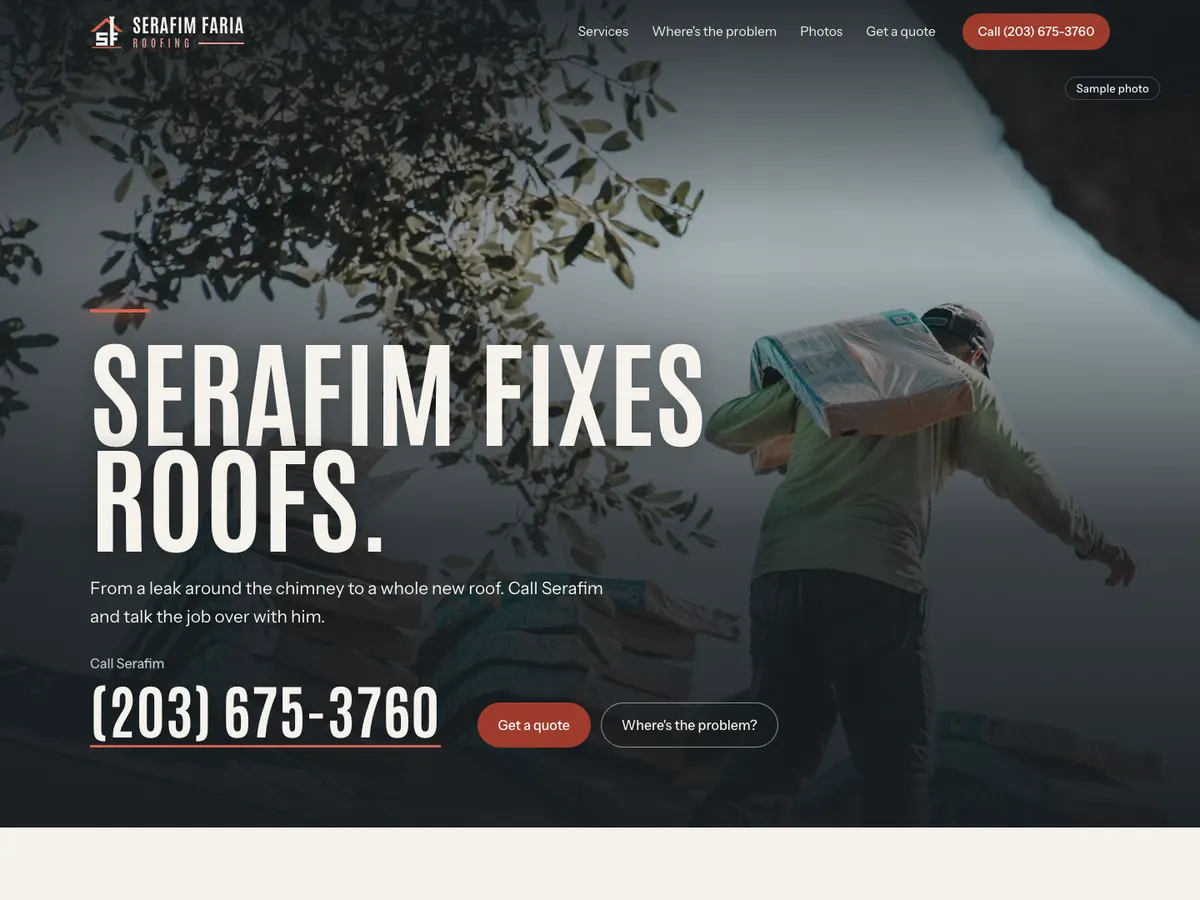 SERAFIM FARIA
ROOFING
Services
Where's the problem
Photos
Get a quote
Call (203) 675-3760
Sample photo
SERAFIM FIXES
ROOFS.
From a leak around the chimney to a whole new roof. Call Serafim
and talk the job over with him.
Call Serafim
(203) 675-3760
Get a quote
Where's the problem?